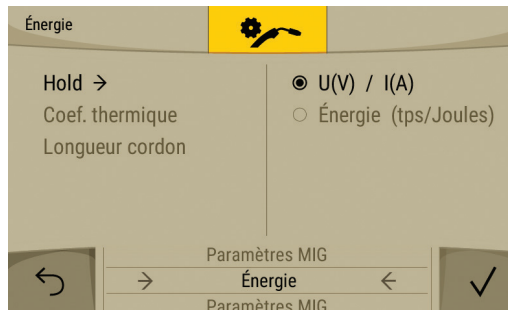 Énergie
Hold →
Coef. thermique
Longueur cordon
U(V) / I(A)
Énergie (tps/Joules)
Paramètres MIG
→ Énergie ←
Paramètres MIG